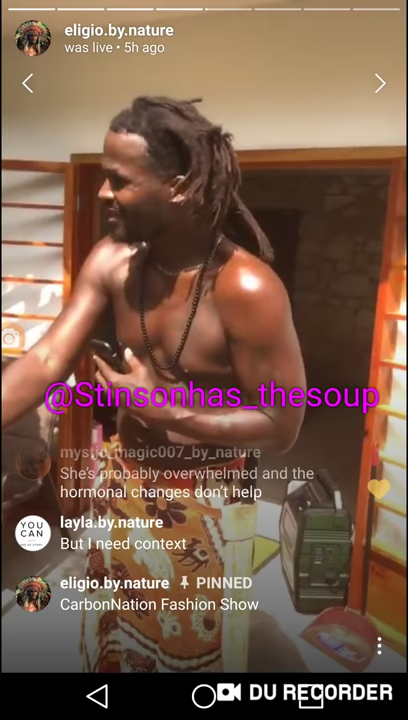 eligio.by.nature
was live • 5h ago
@Stinsonhas_thesoup
mystic_magic007_by_nature
She's probably overwhelmed and the
hormonal changes don't help
YOU
CAN
layla.by.nature
But I need context
eligio.by.nature PINNED
CarbonNation Fashion Show
DU RECORDER